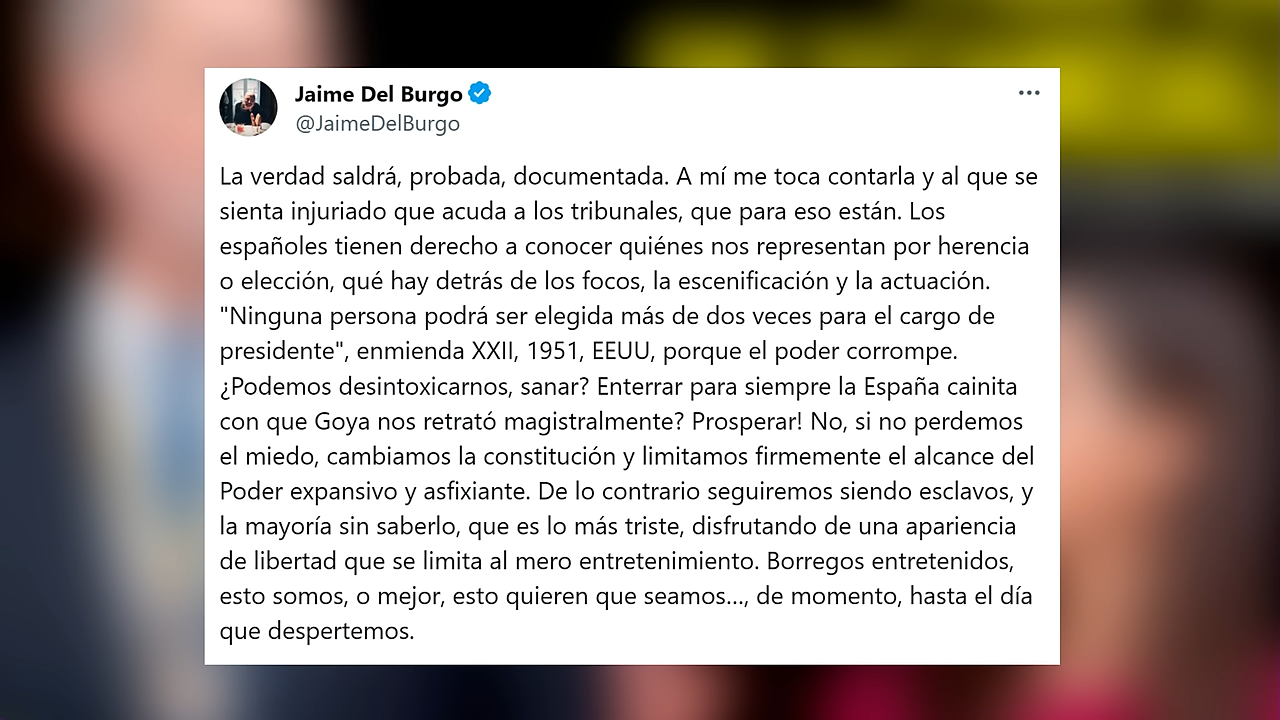 Jaime Del Burgo
@JaimeDelBurgo
La verdad saldrá, probada, documentada. A mí me toca contarla y al que se
sienta injuriado que acuda a los tribunales, que para eso están. Los
españoles tienen derecho a conocer quiénes nos representan por herencia
o elección, qué hay detrás de los focos, la escenificación y la actuación.
"Ninguna persona podrá ser elegida más de dos veces para el cargo de
presidente", enmienda XXII, 1951, EEUU, porque el poder corrompe.
¿Podemos desintoxicarnos, sanar? Enterrar para siempre la España cainita
con que Goya nos retrató magistralmente? Prosperar! No, si no perdemos
el miedo, cambiamos la constitución y limitamos firmemente el alcance del
Poder expansivo y asfixiante. De lo contrario seguiremos siendo esclavos, y
la mayoría sin saberlo, que es lo más triste, disfrutando de una apariencia
de libertad que se limita al mero entretenimiento. Borregos entretenidos,
esto somos, o mejor, esto quieren que seamos..., de momento, hasta el día
que despertemos.